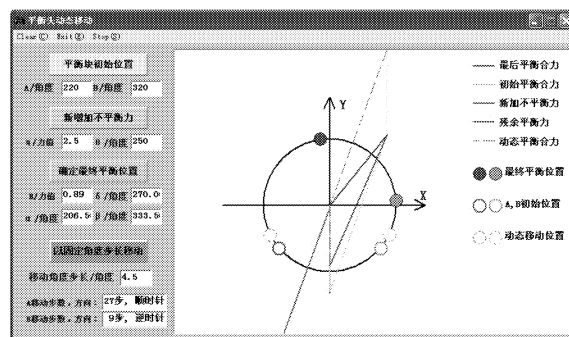 平衡头动态移动
Clear(C) Exit(E) Stop(S)
平衡块初始位置
A/角度 220 B/角度 320
新增加不平衡力
N/力值 2.5 θ/角度 250
确定最终平衡位置
R/力值 0.89 δ/角度 270.0
α/角度 206.5 β/角度 333.5
以固定角度步长移动
移动角度步长/角度 4.5
A移动步数,方向: 27步, 顺时针
B移动步数,方向: 9步, 逆时针
Y
X
最后平衡合力
初始平衡合力
新加不平衡力
残余平衡力
动态平衡合力
最终平衡位置
A,B初始位置
动态移动位置